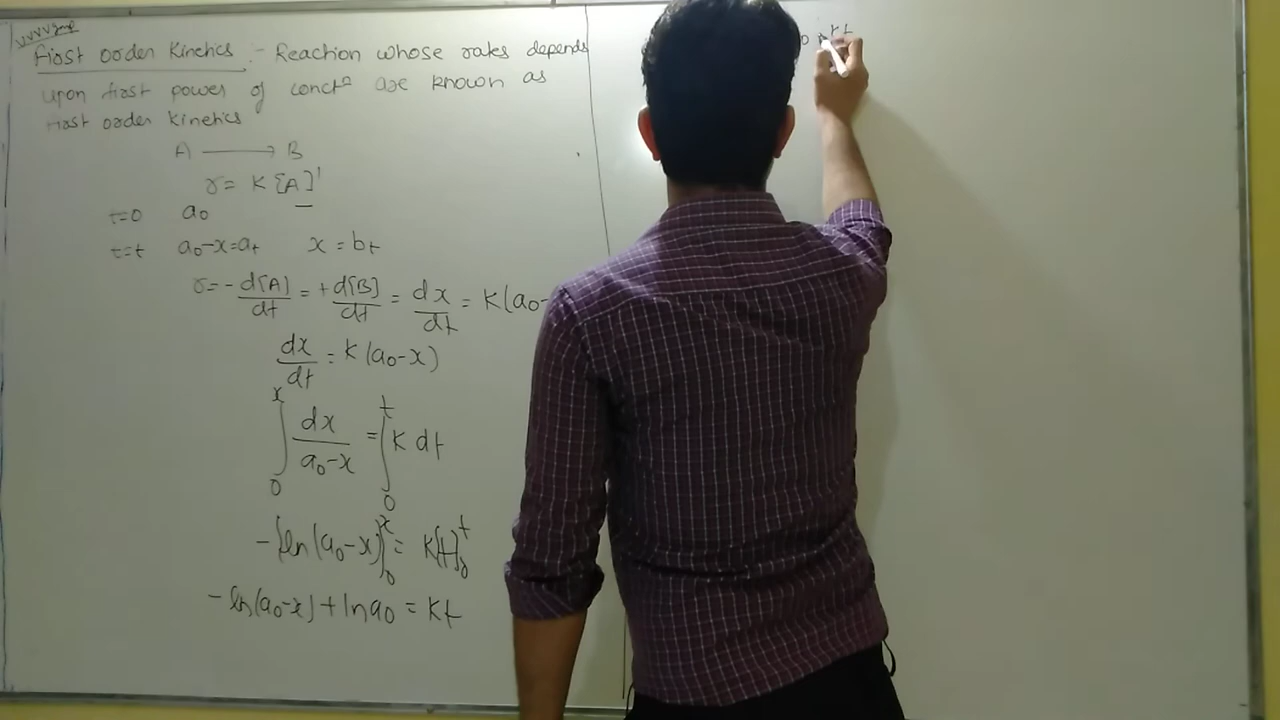 VVVV Imp
First order Kinetics :- Reaction whose rates depends
upon first power of concⁿ are known as
First order Kinetics
A ⟶ B
r = K [A]¹
t=0 a₀
t=t a₀-x=aₜ x = bₜ
r = -d[A]/dt = +d[B]/dt = dx/dt = K(a₀-
dx/dt = K(a₀-x)
∫₀ˣ dx/(a₀-x) = ∫₀ᵗ K dt
-[ln(a₀-x)]₀ˣ = K[t]₀ᵗ
-ln(a₀-x) + ln a₀ = Kt